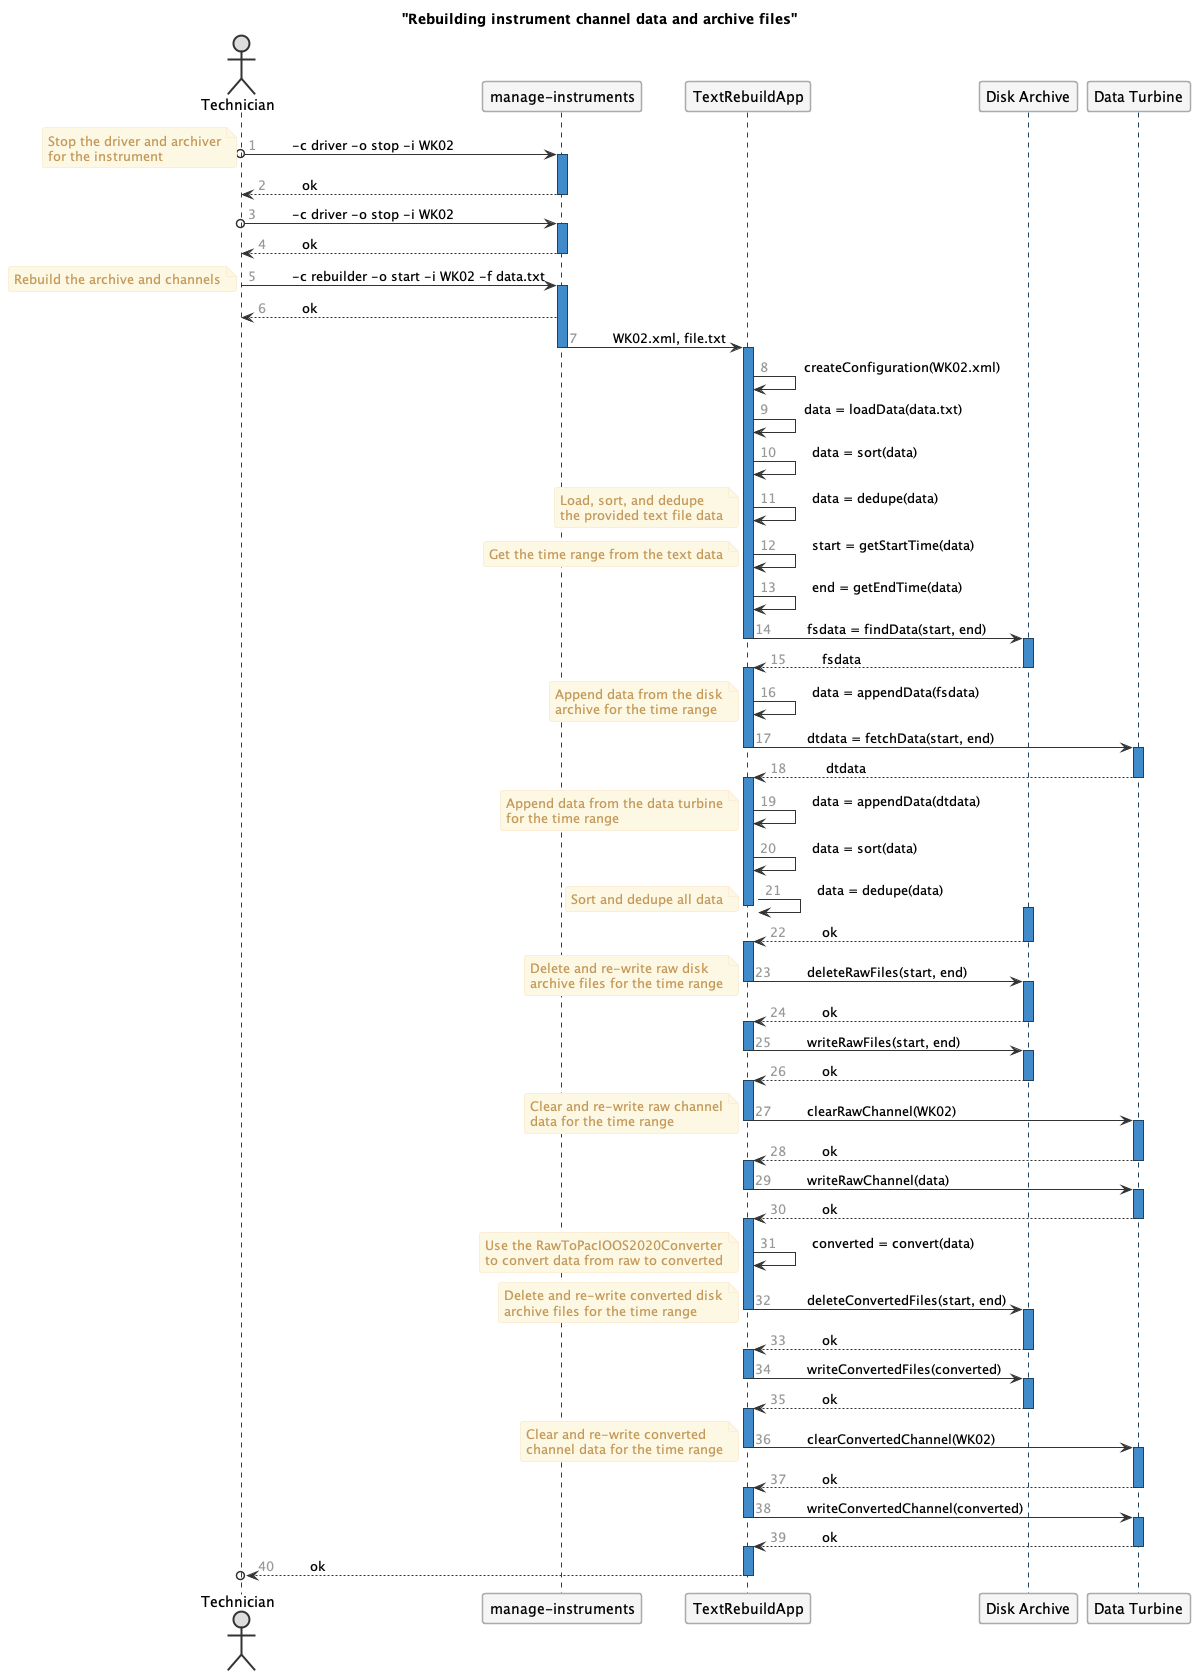 "Rebuilding instrument channel data and archive files"
Technician
manage-instruments
TextRebuildApp
Disk Archive
Data Turbine
Stop the driver and archiver
for the instrument
1 -c driver -o stop -i WK02
2 ok
3 -c driver -o stop -i WK02
4 ok
Rebuild the archive and channels
5 -c rebuilder -o start -i WK02 -f data.txt
6 ok
7 WK02.xml, file.txt
8 createConfiguration(WK02.xml)
9 data = loadData(data.txt)
10 data = sort(data)
Load, sort, and dedupe
the provided text file data
11 data = dedupe(data)
Get the time range from the text data
12 start = getStartTime(data)
13 end = getEndTime(data)
14 fsdata = findData(start, end)
15 fsdata
Append data from the disk
archive for the time range
16 data = appendData(fsdata)
17 dtdata = fetchData(start, end)
18 dtdata
Append data from the data turbine
for the time range
19 data = appendData(dtdata)
20 data = sort(data)
Sort and dedupe all data
21 data = dedupe(data)
22 ok
Delete and re-write raw disk
archive files for the time range
23 deleteRawFiles(start, end)
24 ok
25 writeRawFiles(start, end)
26 ok
Clear and re-write raw channel
data for the time range
27 clearRawChannel(WK02)
28 ok
29 writeRawChannel(data)
30 ok
Use the RawToPacIOOS2020Converter
to convert data from raw to converted
31 converted = convert(data)
Delete and re-write converted disk
archive files for the time range
32 deleteConvertedFiles(start, end)
33 ok
34 writeConvertedFiles(converted)
35 ok
Clear and re-write converted
channel data for the time range
36 clearConvertedChannel(WK02)
37 ok
38 writeConvertedChannel(converted)
39 ok
40 ok
Technician
manage-instruments
TextRebuildApp
Disk Archive
Data Turbine